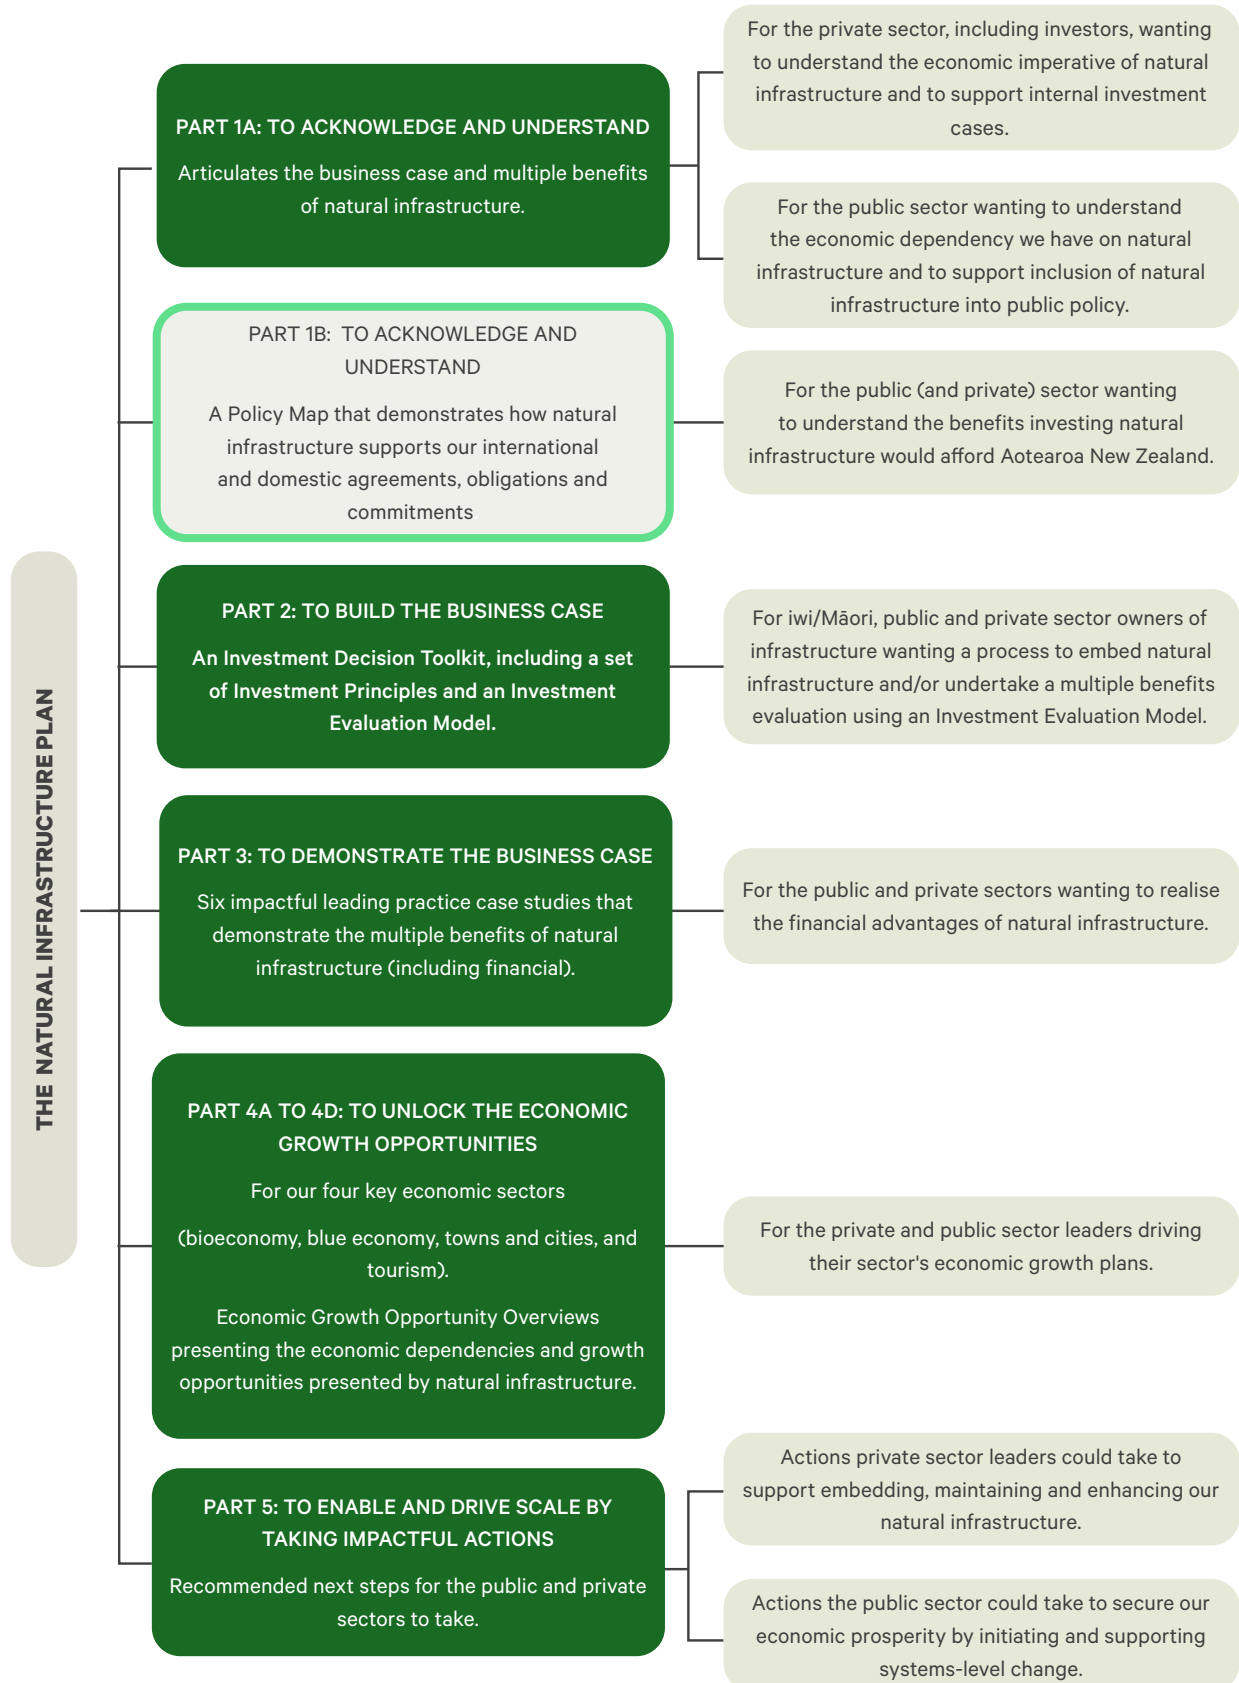 THE NATURAL INFRASTRUCTURE PLAN
PART 1A: TO ACKNOWLEDGE AND UNDERSTAND
Articulates the business case and multiple benefits
of natural infrastructure.
For the private sector, including investors, wanting
to understand the economic imperative of natural
infrastructure and to support internal investment
cases.
For the public sector wanting to understand
the economic dependency we have on natural
infrastructure and to support inclusion of natural
infrastructure into public policy.
PART 1B: TO ACKNOWLEDGE AND
UNDERSTAND
A Policy Map that demonstrates how natural
infrastructure supports our international
and domestic agreements, obligations and
commitments
For the public (and private) sector wanting
to understand the benefits investing natural
infrastructure would afford Aotearoa New Zealand.
PART 2: TO BUILD THE BUSINESS CASE
An Investment Decision Toolkit, including a set
of Investment Principles and an Investment
Evaluation Model.
For iwi/Māori, public and private sector owners of
infrastructure wanting a process to embed natural
infrastructure and/or undertake a multiple benefits
evaluation using an Investment Evaluation Model.
PART 3: TO DEMONSTRATE THE BUSINESS CASE
Six impactful leading practice case studies that
demonstrate the multiple benefits of natural
infrastructure (including financial).
For the public and private sectors wanting to realise
the financial advantages of natural infrastructure.
PART 4A TO 4D: TO UNLOCK THE ECONOMIC
GROWTH OPPORTUNITIES
For our four key economic sectors
(bioeconomy, blue economy, towns and cities, and
tourism).
Economic Growth Opportunity Overviews
presenting the economic dependencies and growth
opportunities presented by natural infrastructure.
For the private and public sector leaders driving
their sector's economic growth plans.
PART 5: TO ENABLE AND DRIVE SCALE BY
TAKING IMPACTFUL ACTIONS
Recommended next steps for the public and private
sectors to take.
Actions private sector leaders could take to
support embedding, maintaining and enhancing our
natural infrastructure.
Actions the public sector could take to secure our
economic prosperity by initiating and supporting
systems-level change.